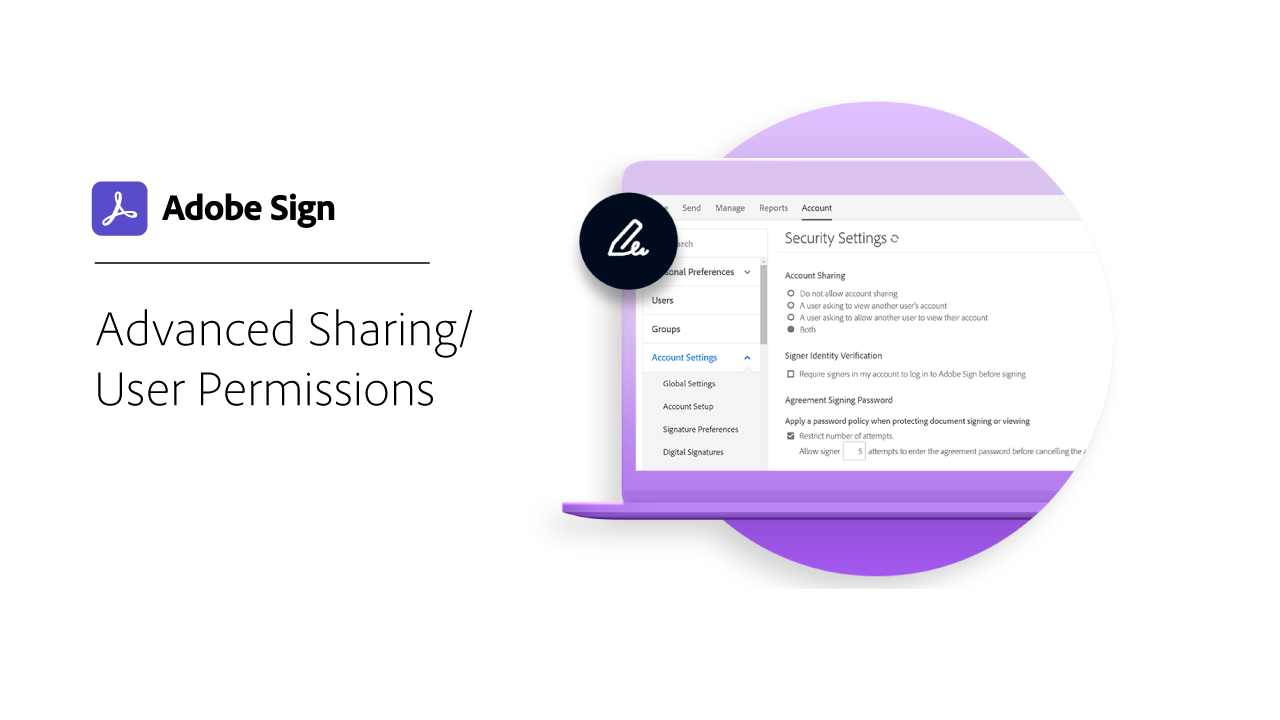 Adobe Sign
Advanced Sharing/
User Permissions
Send Manage Reports Account
Preferences
Users
Groups
Account Settings
Global Settings
Account Setup
Signature Preferences
Digital Signatures
Security Settings
Account Sharing
Do not allow account sharing
A user asking to view another user's account
A user asking to allow another user to view their account
Both
Signer Identity Verification
Require signers in my account to log in to Adobe Sign before signing
Agreement Signing Password
Apply a password policy when protecting document signing or viewing
Restrict number of attempts.
Allow signer 5 attempts to enter the agreement password before cancelling the